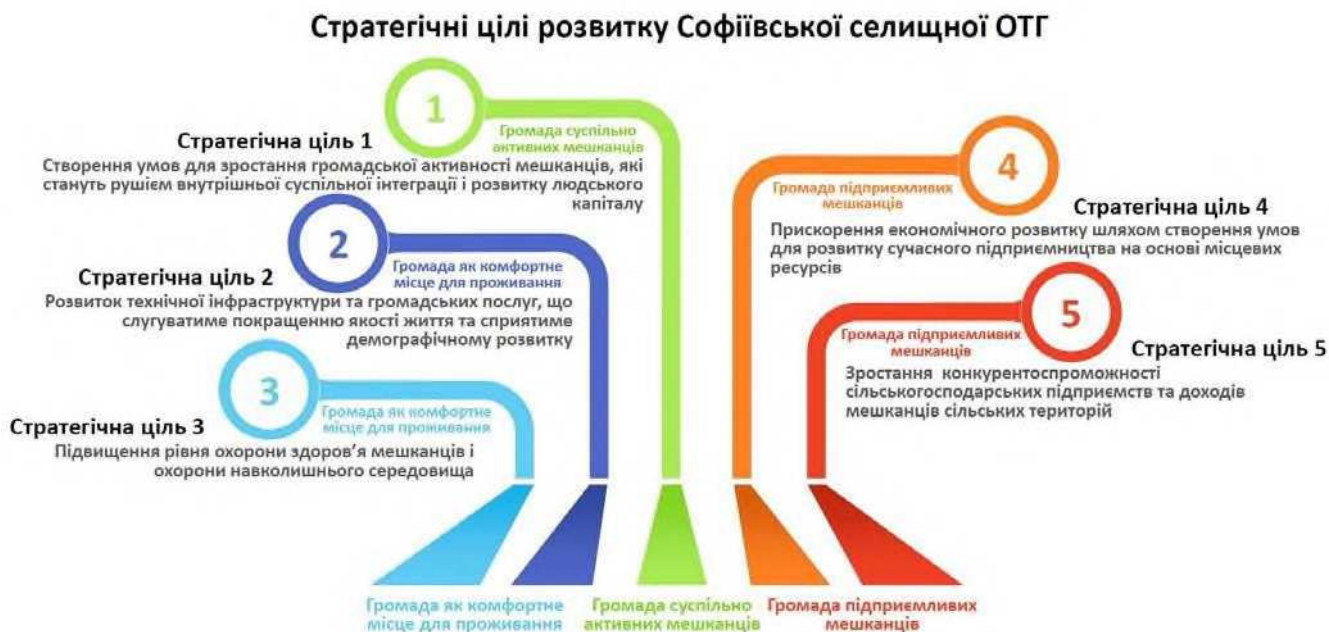 Стратегічні цілі розвитку Софіївської селищної ОТГ
1
Громада суспільно
активних мешканців
Стратегічна ціль 1
Створення умов для зростання громадської активності мешканців, які
стануть рушієм внутрішньої суспільної інтеграції і розвитку людського
капіталу
2
Громада як комфортне
місце для проживання
Стратегічна ціль 2
Розвиток технічної інфраструктури та громадських послуг, що
слугуватиме покращенню якості життя та сприятиме
демографічному розвитку
3
Громада як комфортне
місце для проживання
Стратегічна ціль 3
Підвищення рівня охорони здоров’я мешканців і
охорони навколишнього середовища
4
Громада підприємливих
мешканців
Стратегічна ціль 4
Прискорення економічного розвитку шляхом створення умов
для розвитку сучасного підприємництва на основі місцевих
ресурсів
5
Громада підприємливих
мешканців
Стратегічна ціль 5
Зростання конкурентоспроможності
сільськогосподарських підприємств та доходів
мешканців сільських територій
Громада як комфортне
місце для проживання
Громада суспільно
активних мешканців
Громада підприємливих
мешканців